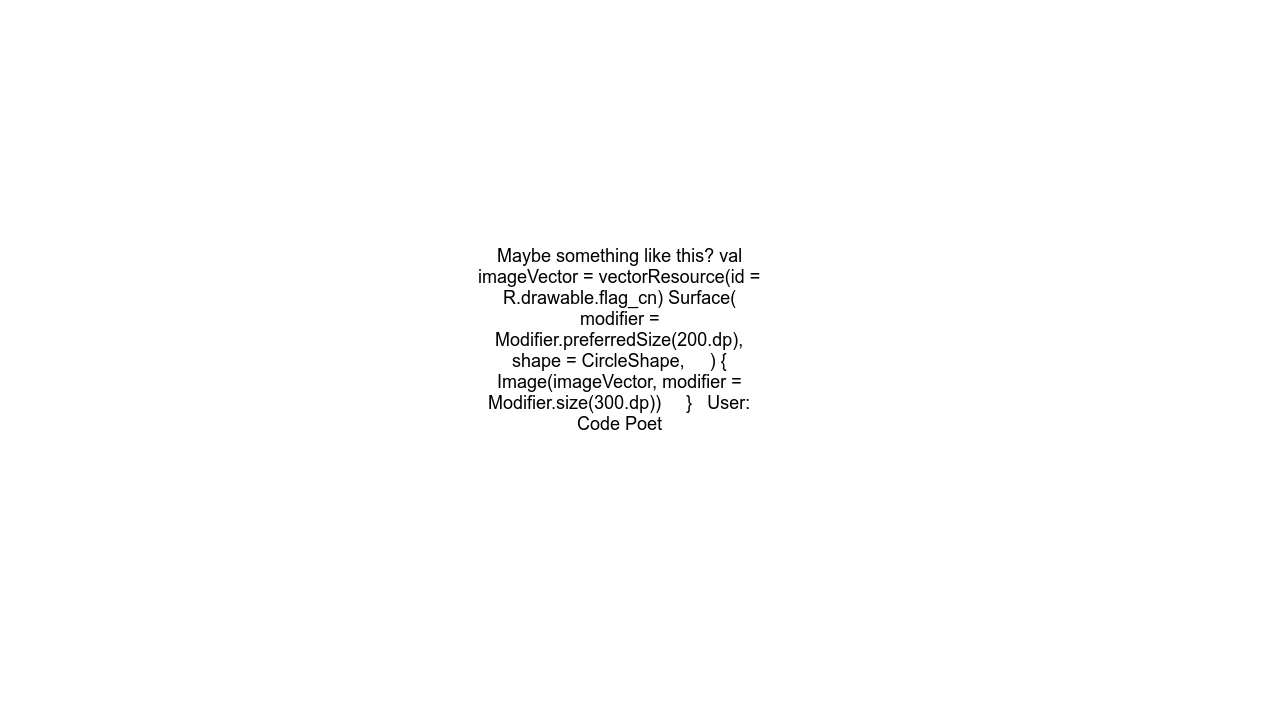 Maybe something like this? val
imageVector = vectorResource(id =
R.drawable.flag_cn) Surface(
modifier =
Modifier.preferredSize(200.dp),
shape = CircleShape,     ) {
Image(imageVector, modifier =
Modifier.size(300.dp))     }   User:
Code Poet